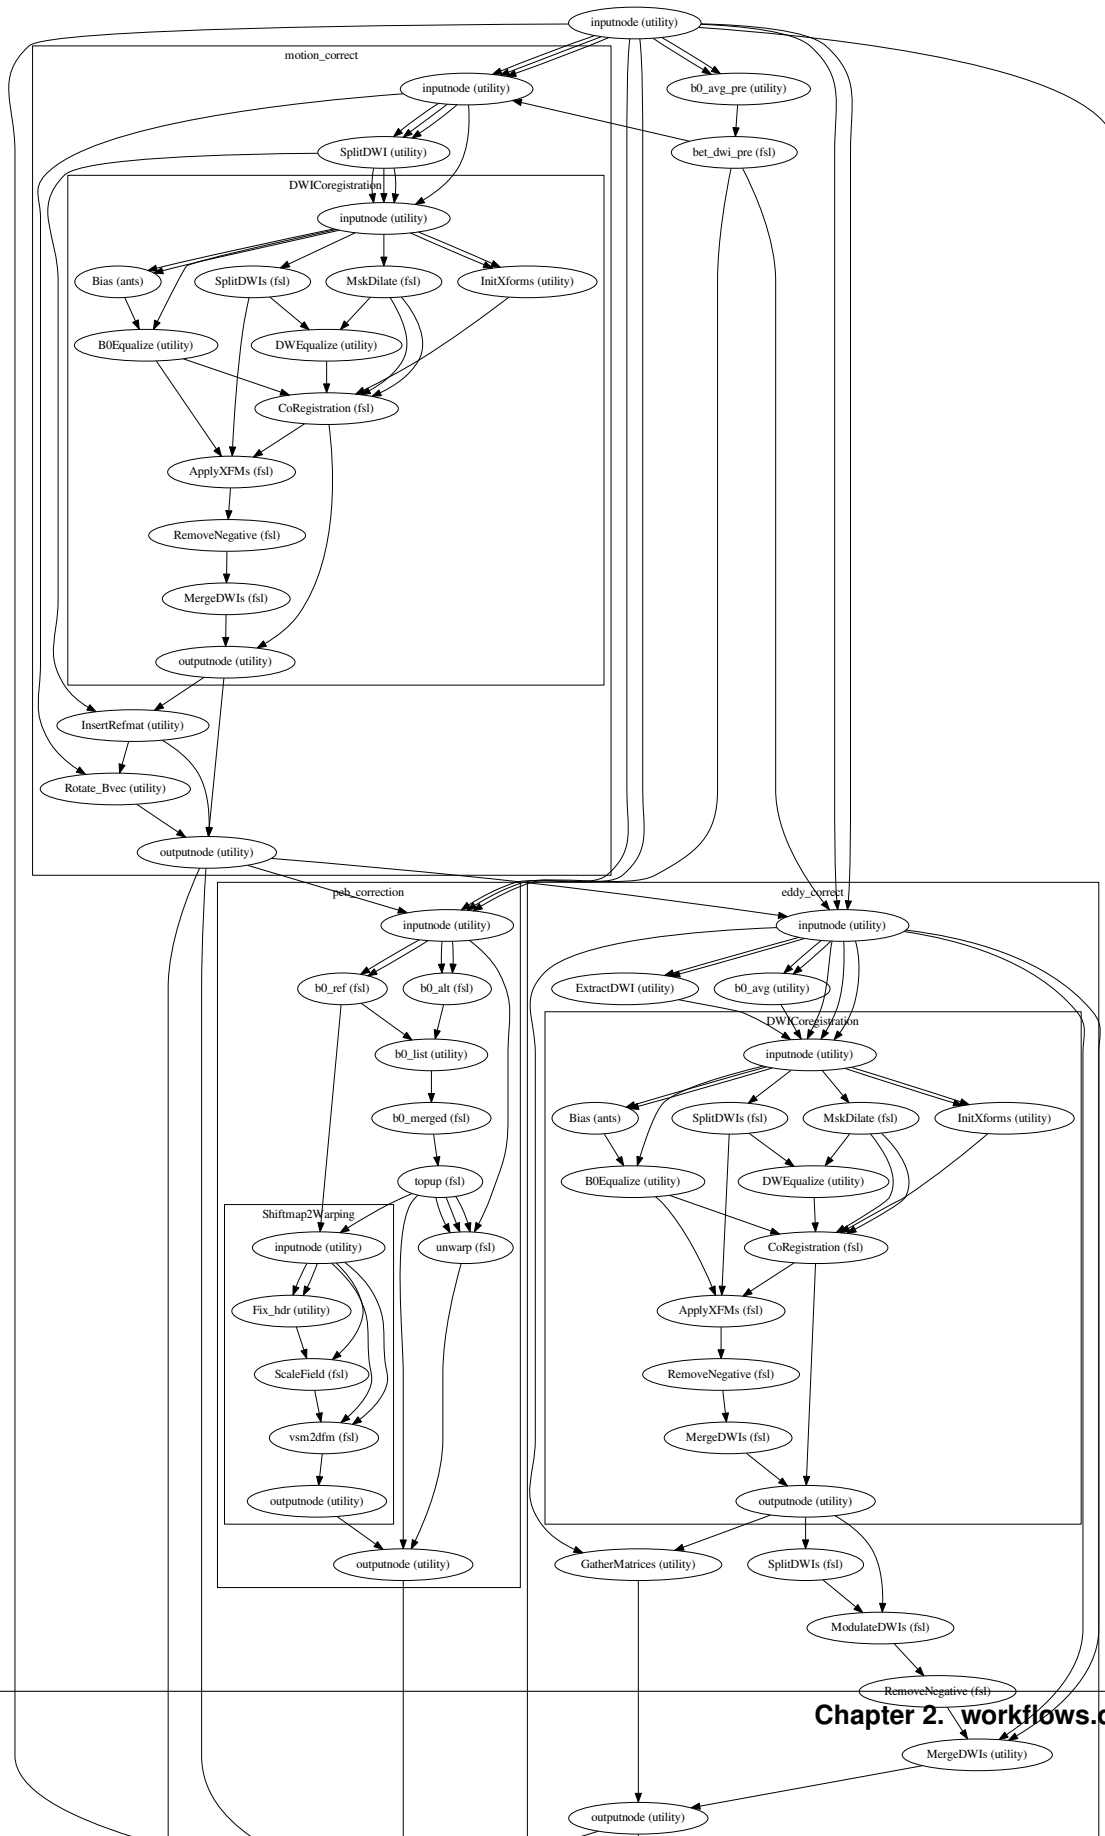 inputnode (utility)
motion_correct
inputnode (utility)
b0_avg_pre (utility)
SplitDWI (utility)
bet_dwi_pre (fsl)
DWICoregistration
inputnode (utility)
Bias (ants)
SplitDWIs (fsl)
MskDilate (fsl)
InitXforms (utility)
B0Equalize (utility)
DWEqualize (utility)
CoRegistration (fsl)
ApplyXFMs (fsl)
RemoveNegative (fsl)
MergeDWIs (fsl)
outputnode (utility)
InsertRefmat (utility)
Rotate_Bvec (utility)
outputnode (utility)
peb_correction
eddy_correct
inputnode (utility)
inputnode (utility)
b0_ref (fsl)
b0_alt (fsl)
ExtractDWI (utility)
b0_avg (utility)
DWICoregistration
b0_list (utility)
inputnode (utility)
b0_merged (fsl)
Bias (ants)
SplitDWIs (fsl)
MskDilate (fsl)
InitXforms (utility)
topup (fsl)
B0Equalize (utility)
DWEqualize (utility)
Shiftmap2Warping
inputnode (utility)
unwarp (fsl)
CoRegistration (fsl)
Fix_hdr (utility)
ApplyXFMs (fsl)
ScaleField (fsl)
RemoveNegative (fsl)
vsm2dfm (fsl)
MergeDWIs (fsl)
outputnode (utility)
outputnode (utility)
outputnode (utility)
GatherMatrices (utility)
SplitDWIs (fsl)
ModulateDWIs (fsl)
RemoveNegative (fsl)
Chapter 2. workflows.
MergeDWIs (utility)
outputnode (utility)